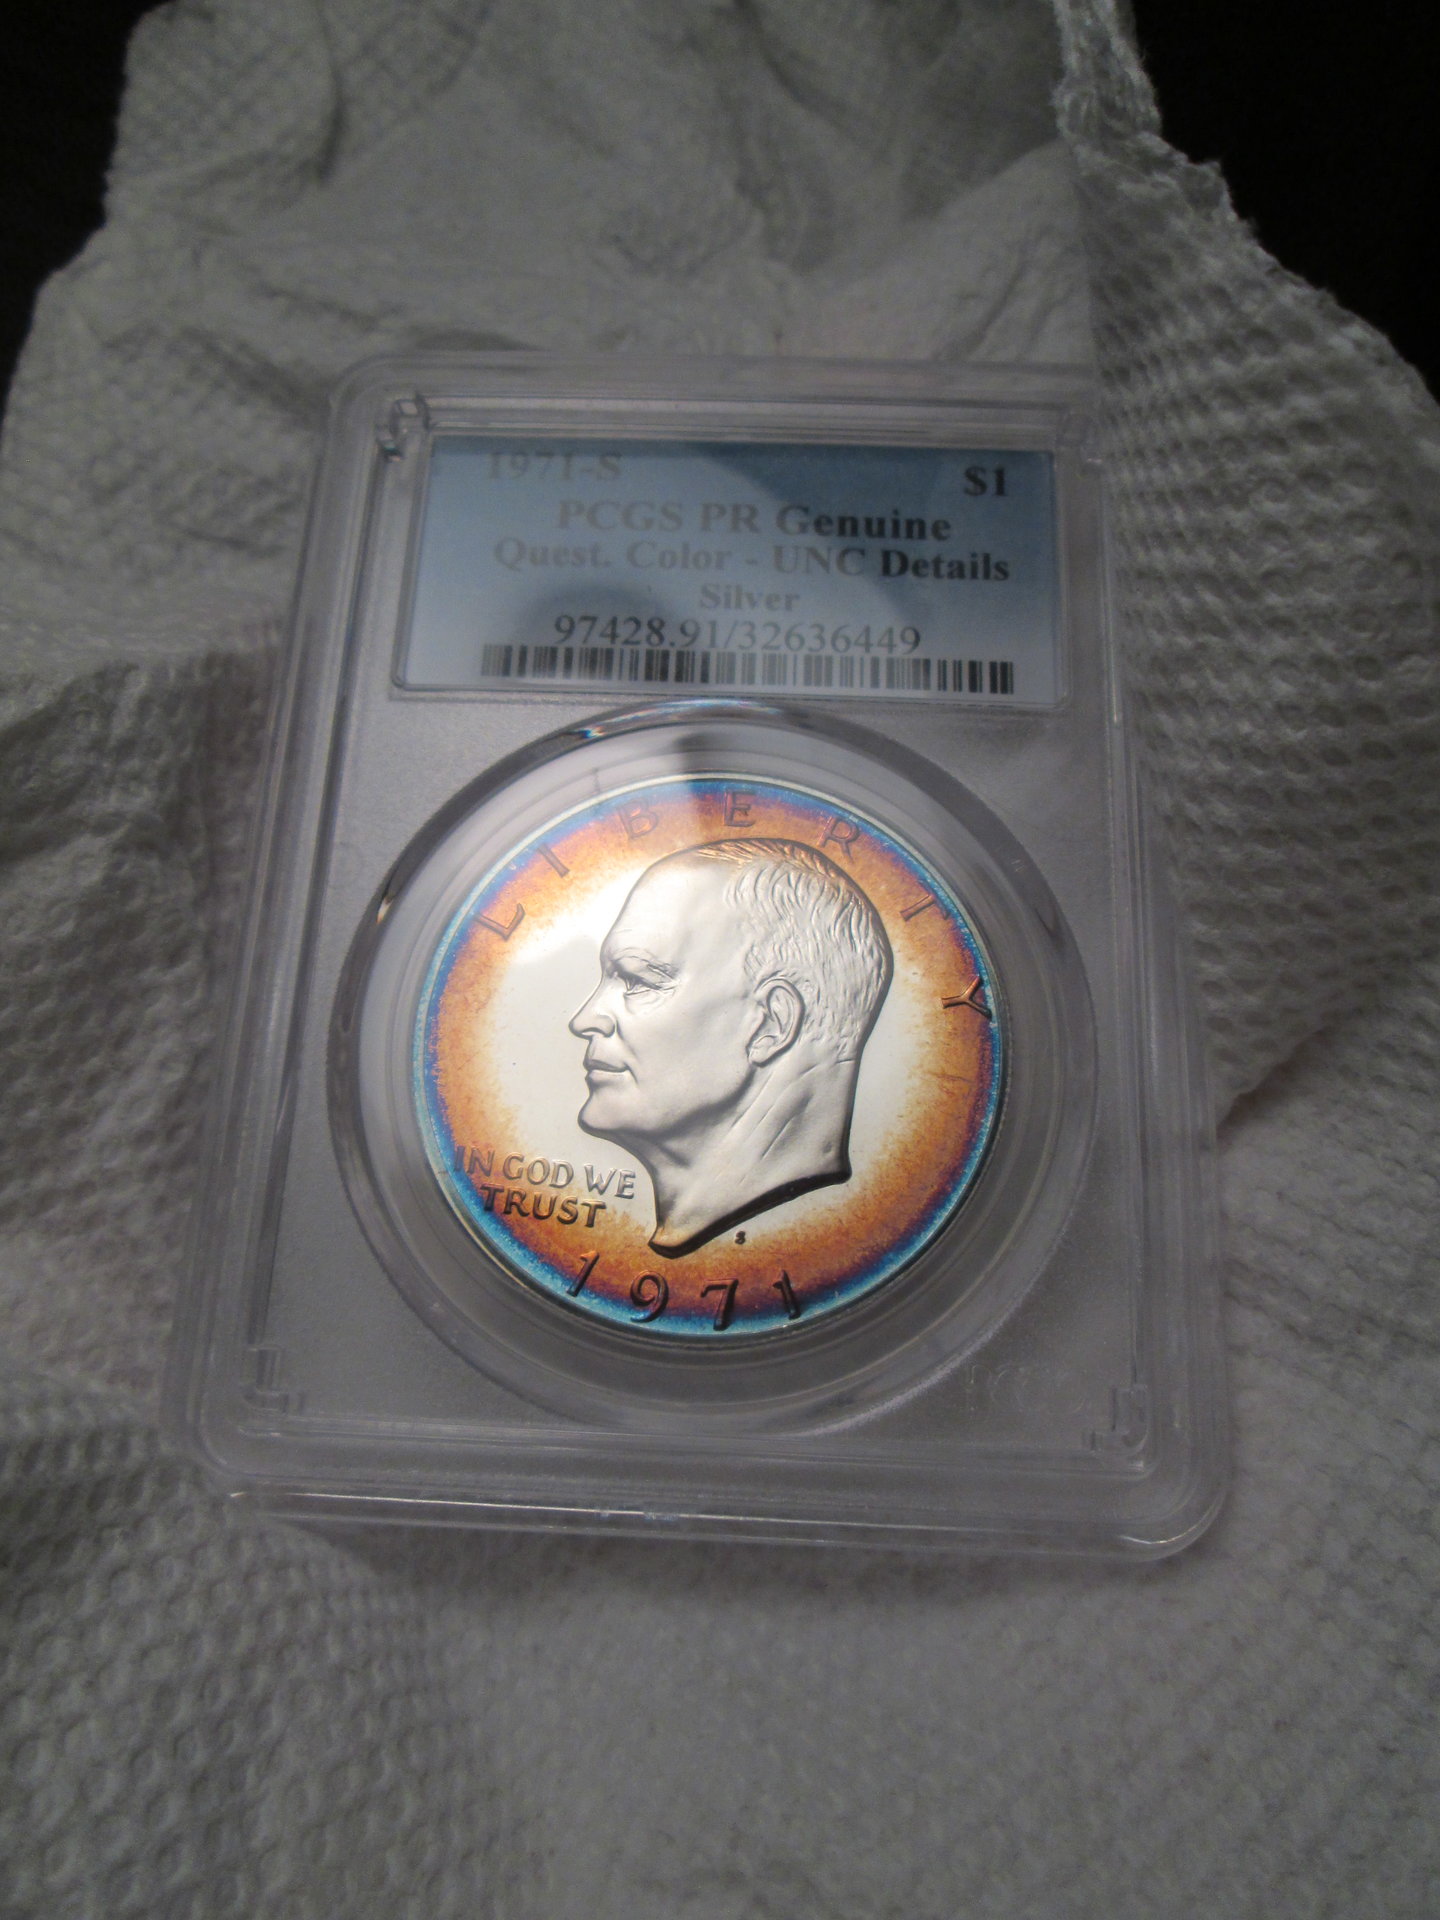 1971-S $1
PCGS PR Genuine
Quest. Color - UNC Details
Silver
97428.91/32636449
LIBERTY
IN GOD WE
TRUST
S
1971